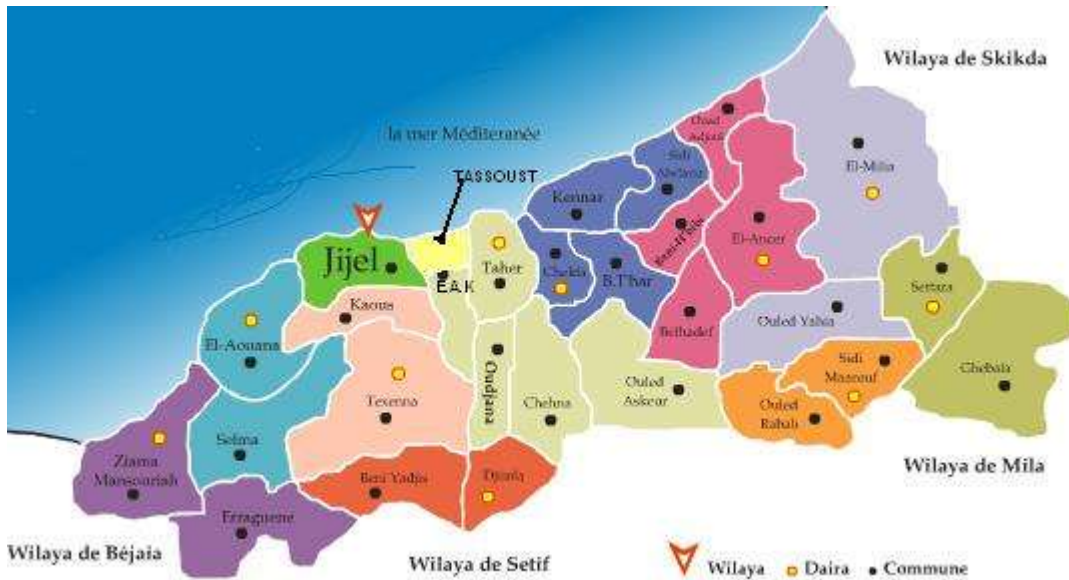 Wilaya de Skikda
la mer Méditeranée
TASSOUST
Jijel
E.A.K
Taher
Kennar
Sidi
Chekfa
B.Thar
El-Ancer
El-Milia
Settara
Ouled Yahia
Kaous
El-Aouana
Texenna
Oudjana
Chehna
Ouled
Askeur
Belhadef
Sidi
Maarouf
Ouled
Rabah
Selma
Ziama
Mansouriah
Beni Yadjis
Djimla
Erraguene
Wilaya de Mila
Wilaya de Béjaia
Wilaya de Setif
Wilaya
Daira
Commune